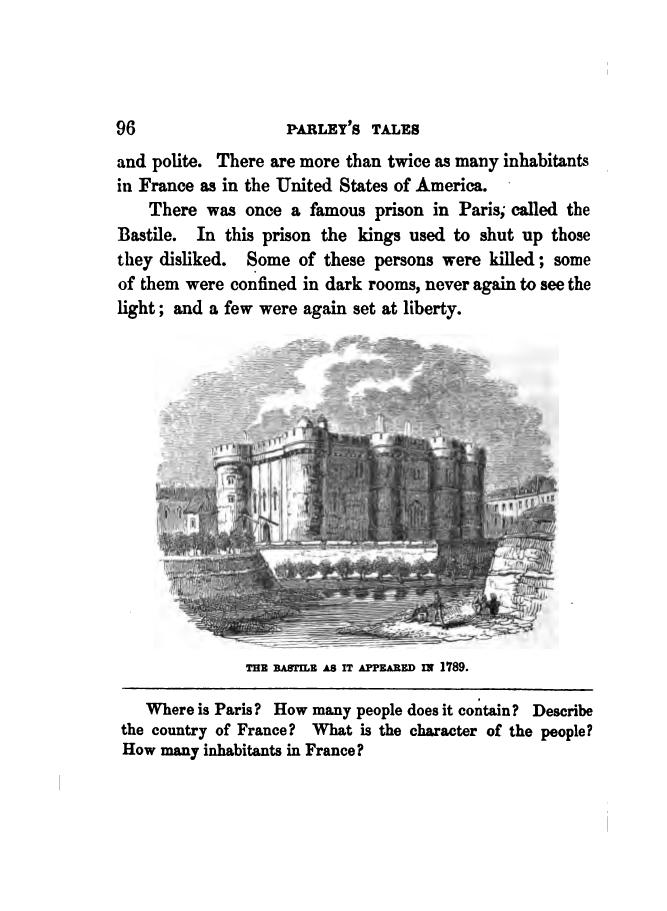 96 PARLEY'S TALES
and polite. There are more than twice as many inhabitants
in France as in the United States of America.
There was once a famous prison in Paris, called the
Bastile. In this prison the kings used to shut up those
they disliked. Some of these persons were killed; some
of them were confined in dark rooms, never again to see the
light; and a few were again set at liberty.
THE BASTILE AS IT APPEARED IN 1789.
Where is Paris? How many people does it contain? Describe
the country of France? What is the character of the people?
How many inhabitants in France?